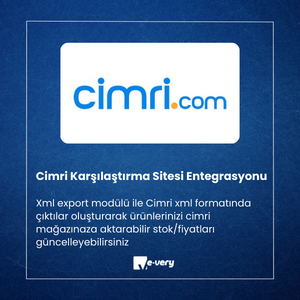 cimri.com
Cimri Karşılaştırma Sitesi Entegrasyonu
Xml export modülü ile Cimri xml formatında
çıktılar oluşturarak ürünlerinizi cimri
mağazınaza aktarabilir stok/fiyatları
güncelleyebilirsiniz
e-very